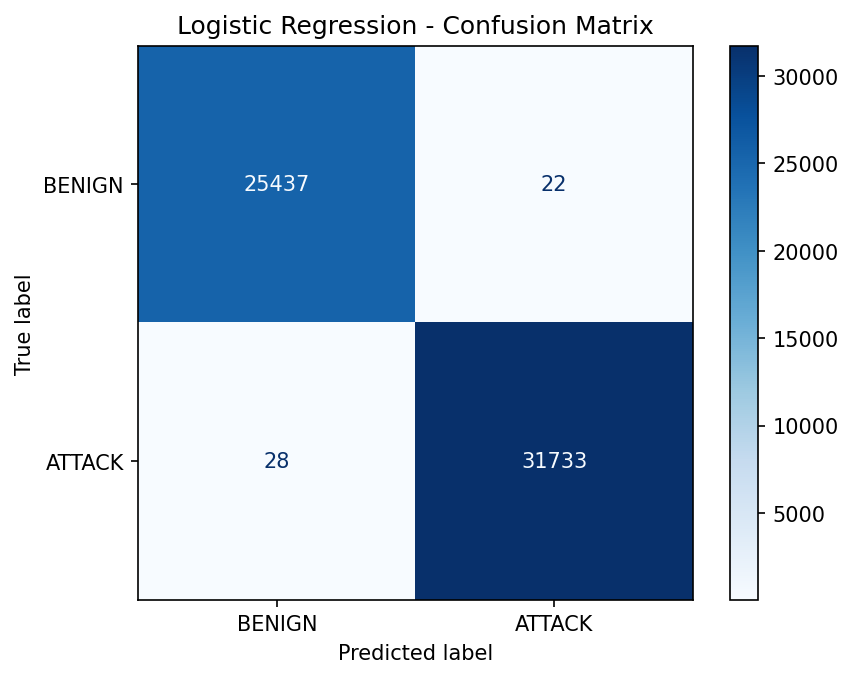 Logistic Regression - Confusion Matrix
BENIGN
ATTACK
True label
25437
22
28
31733
BENIGN
ATTACK
Predicted label
30000
25000
20000
15000
10000
5000